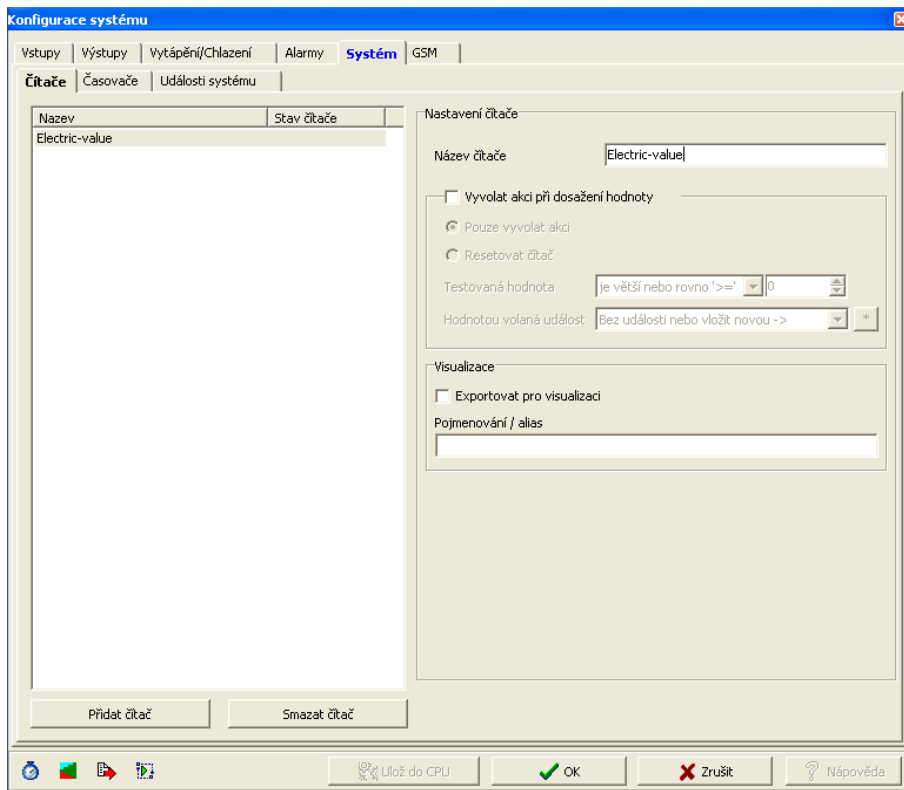 Konfigurace systému
Vstupy Výstupy Vytápění/Chlazení Alarmy Systém GSM
Čítače Časovače Události systému
Nazev Stav čítače
Electric-value
Nastavení čítače
Název čítače Electric-value
Vyvolat akci při dosažení hodnoty
Pouze vyvolat akci
Resetovat čítač
Testovaná hodnota je větší nebo rovno '>=' 0
Hodnotou volaná událost Bez události nebo vložit novou -> *
Visualizace
Exportovat pro visualizaci
Pojmenování / alias
Přidat čítač Smazat čítač
Ulož do CPU OK Zrušit Nápověda